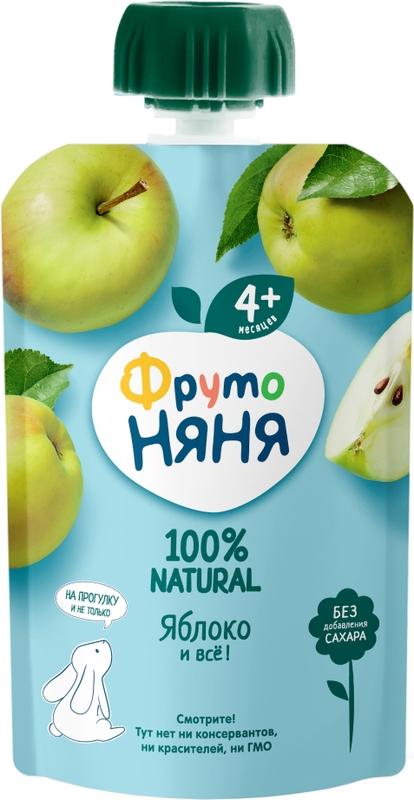 4+
месяцев
Фруто
НЯНЯ
100%
NATURAL
Яблоко
и всё!
НА ПРОГУЛКУ
И НЕ ТОЛЬКО
БЕЗ
добавления
САХАРА
Смотрите!
Тут нет ни консервантов,
ни красителей, ни ГМО